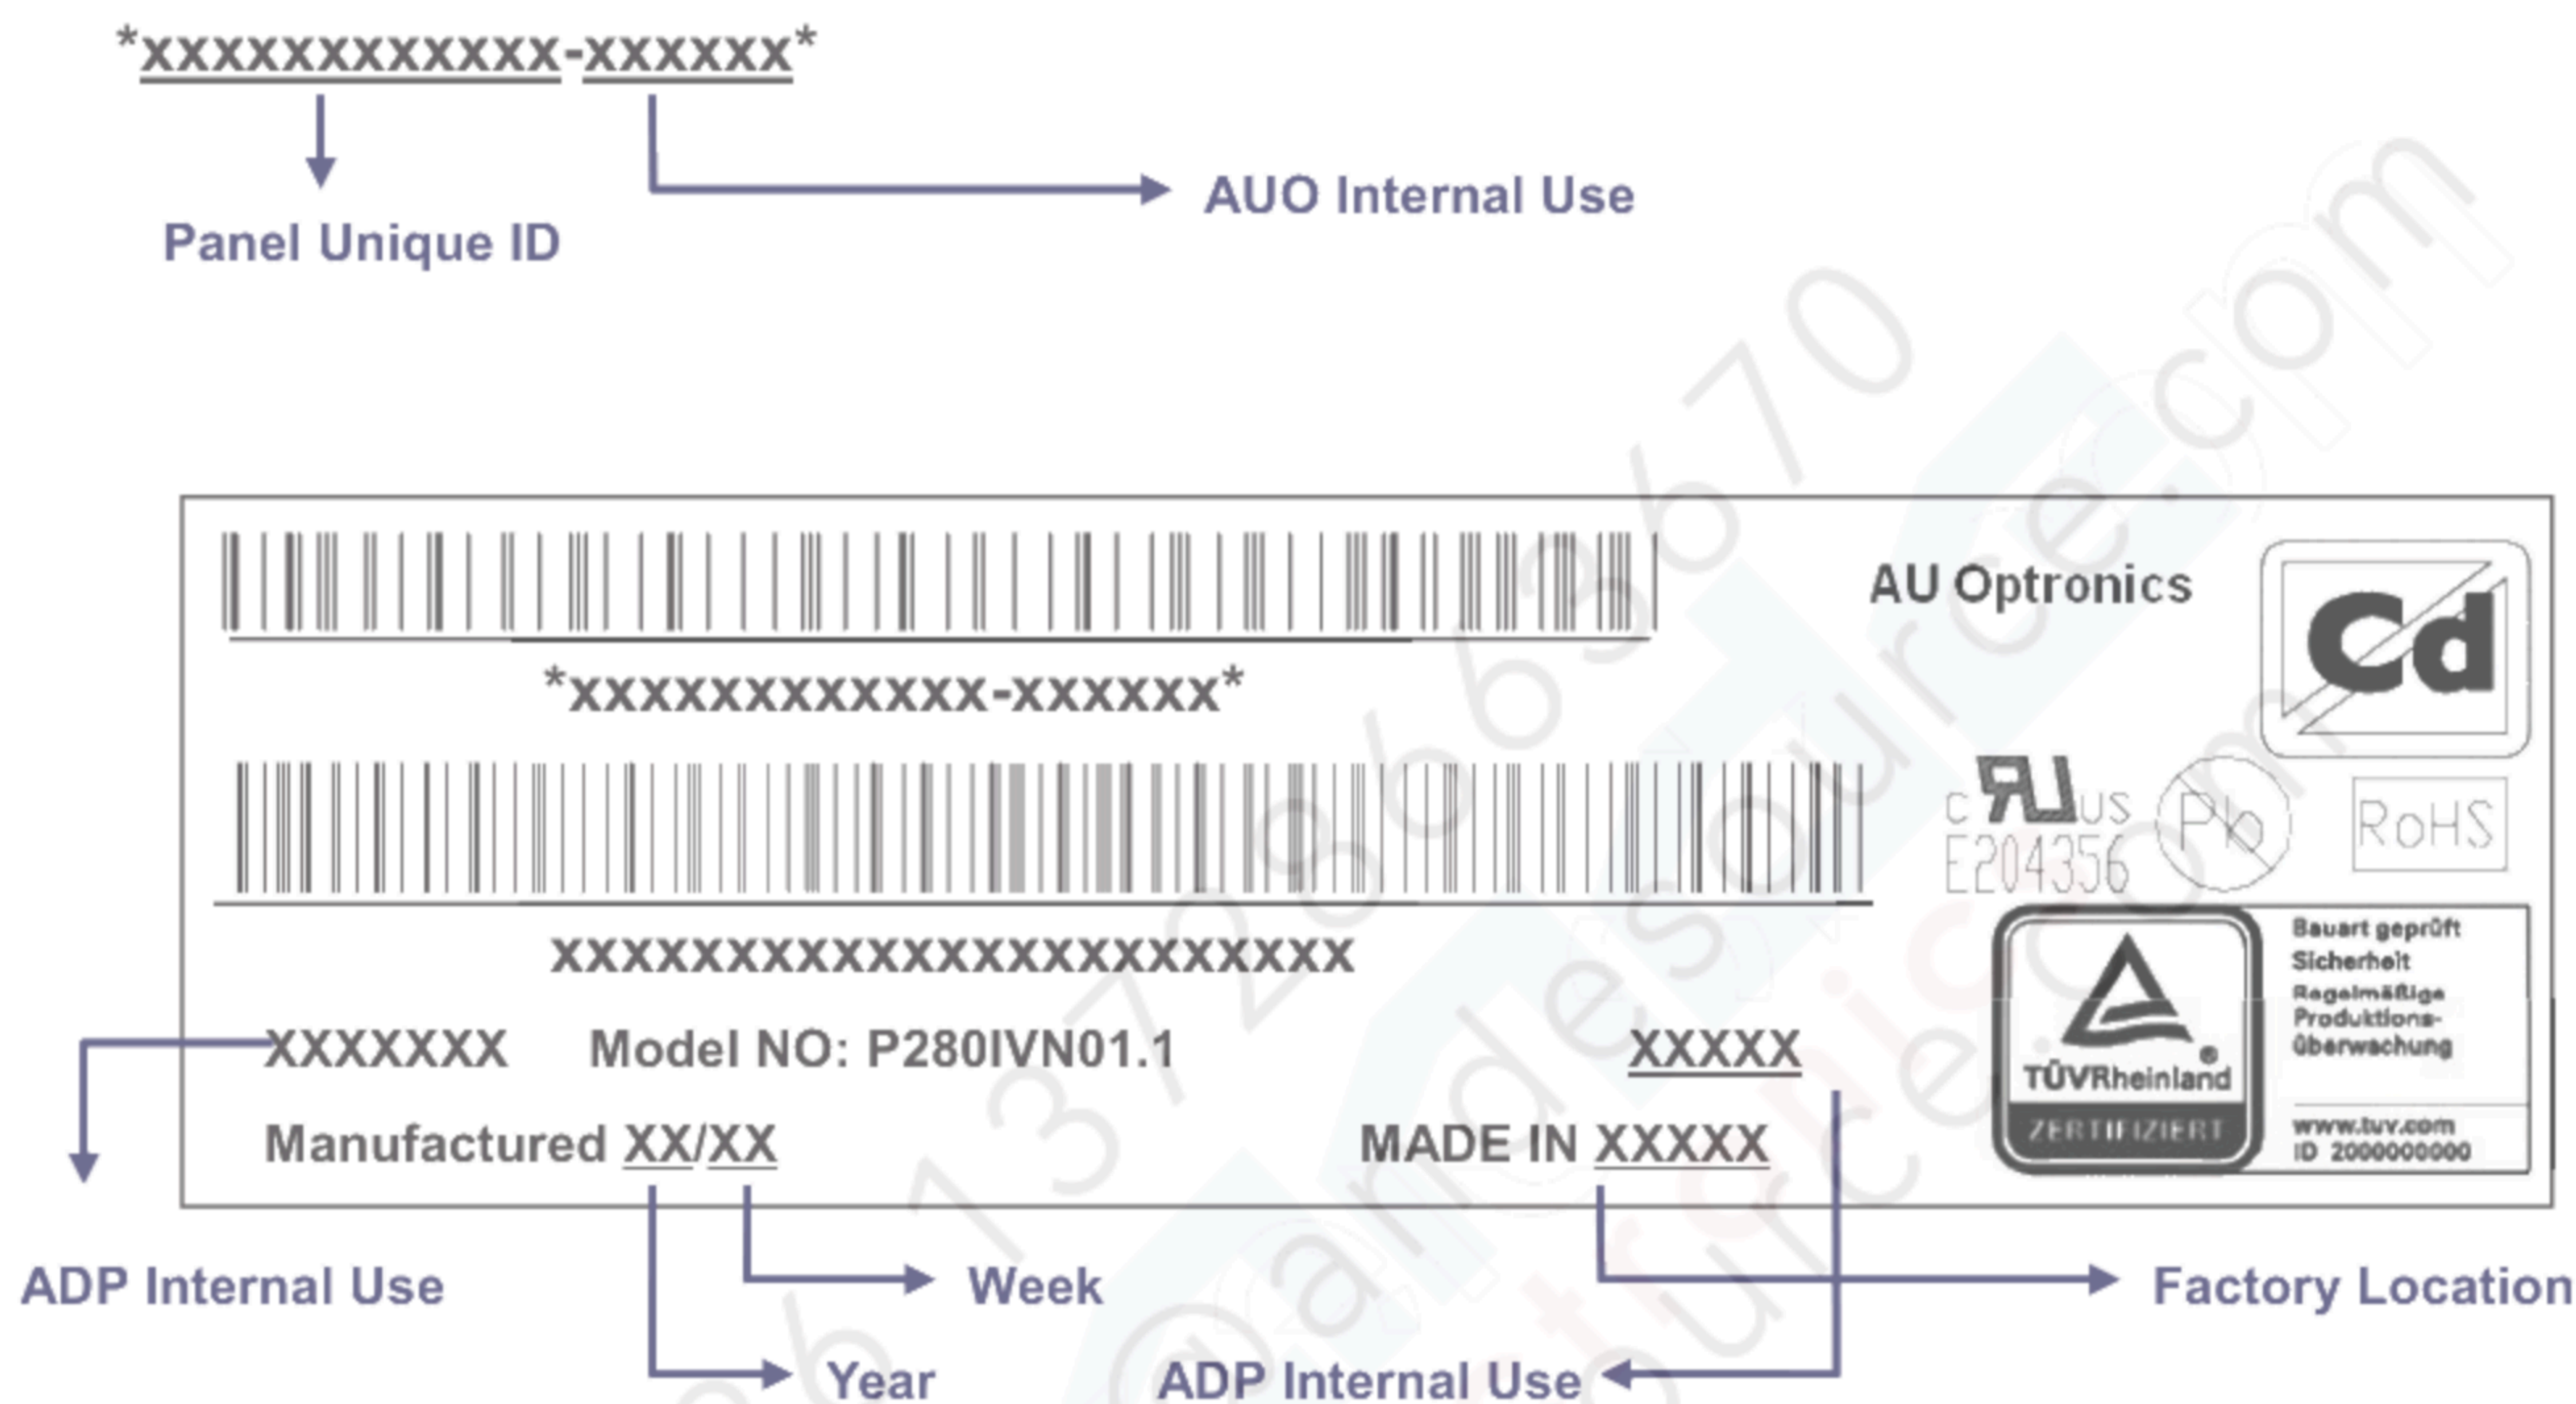 *xxxxxxxxxxxx-xxxxxx*
AUO Internal Use
Panel Unique ID
AU Optronics
Cd
*xxxxxxxxxxxx-xxxxxx*
C RU US
E204356
Pb
RoHS
xxxxxxxxxxxxxxxxxxxxxxx
Bauart geprüft
Sicherheit
Regelmäßige
Produktions-
überwachung
XXXXXXX Model NO: P280IVN01.1 XXXXX
TÜVRheinland®
ZERTIFIZIERT
www.tuv.com
ID 2000000000
Manufactured XX/XX MADE IN XXXXX
ADP Internal Use
Week
Factory Location
Year
ADP Internal Use